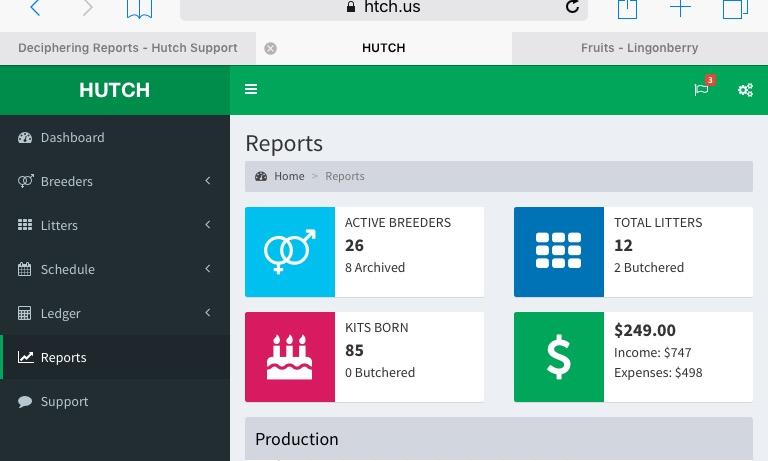 htch.us
Deciphering Reports - Hutch Support
HUTCH
Fruits - Lingonberry
HUTCH
3
Dashboard
Breeders
Litters
Schedule
Ledger
Reports
Support
Reports
Home > Reports
ACTIVE BREEDERS
26
8 Archived
TOTAL LITTERS
12
2 Butchered
KITS BORN
85
0 Butchered
$249.00
Income: $747
Expenses: $498
Production